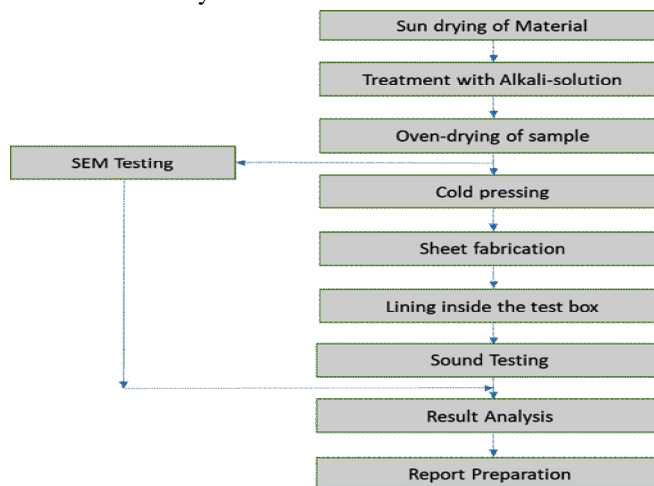 Sun drying of Material
Treatment with Alkali-solution
Oven-drying of sample
SEM Testing
Cold pressing
Sheet fabrication
Lining inside the test box
Sound Testing
Result Analysis
Report Preparation